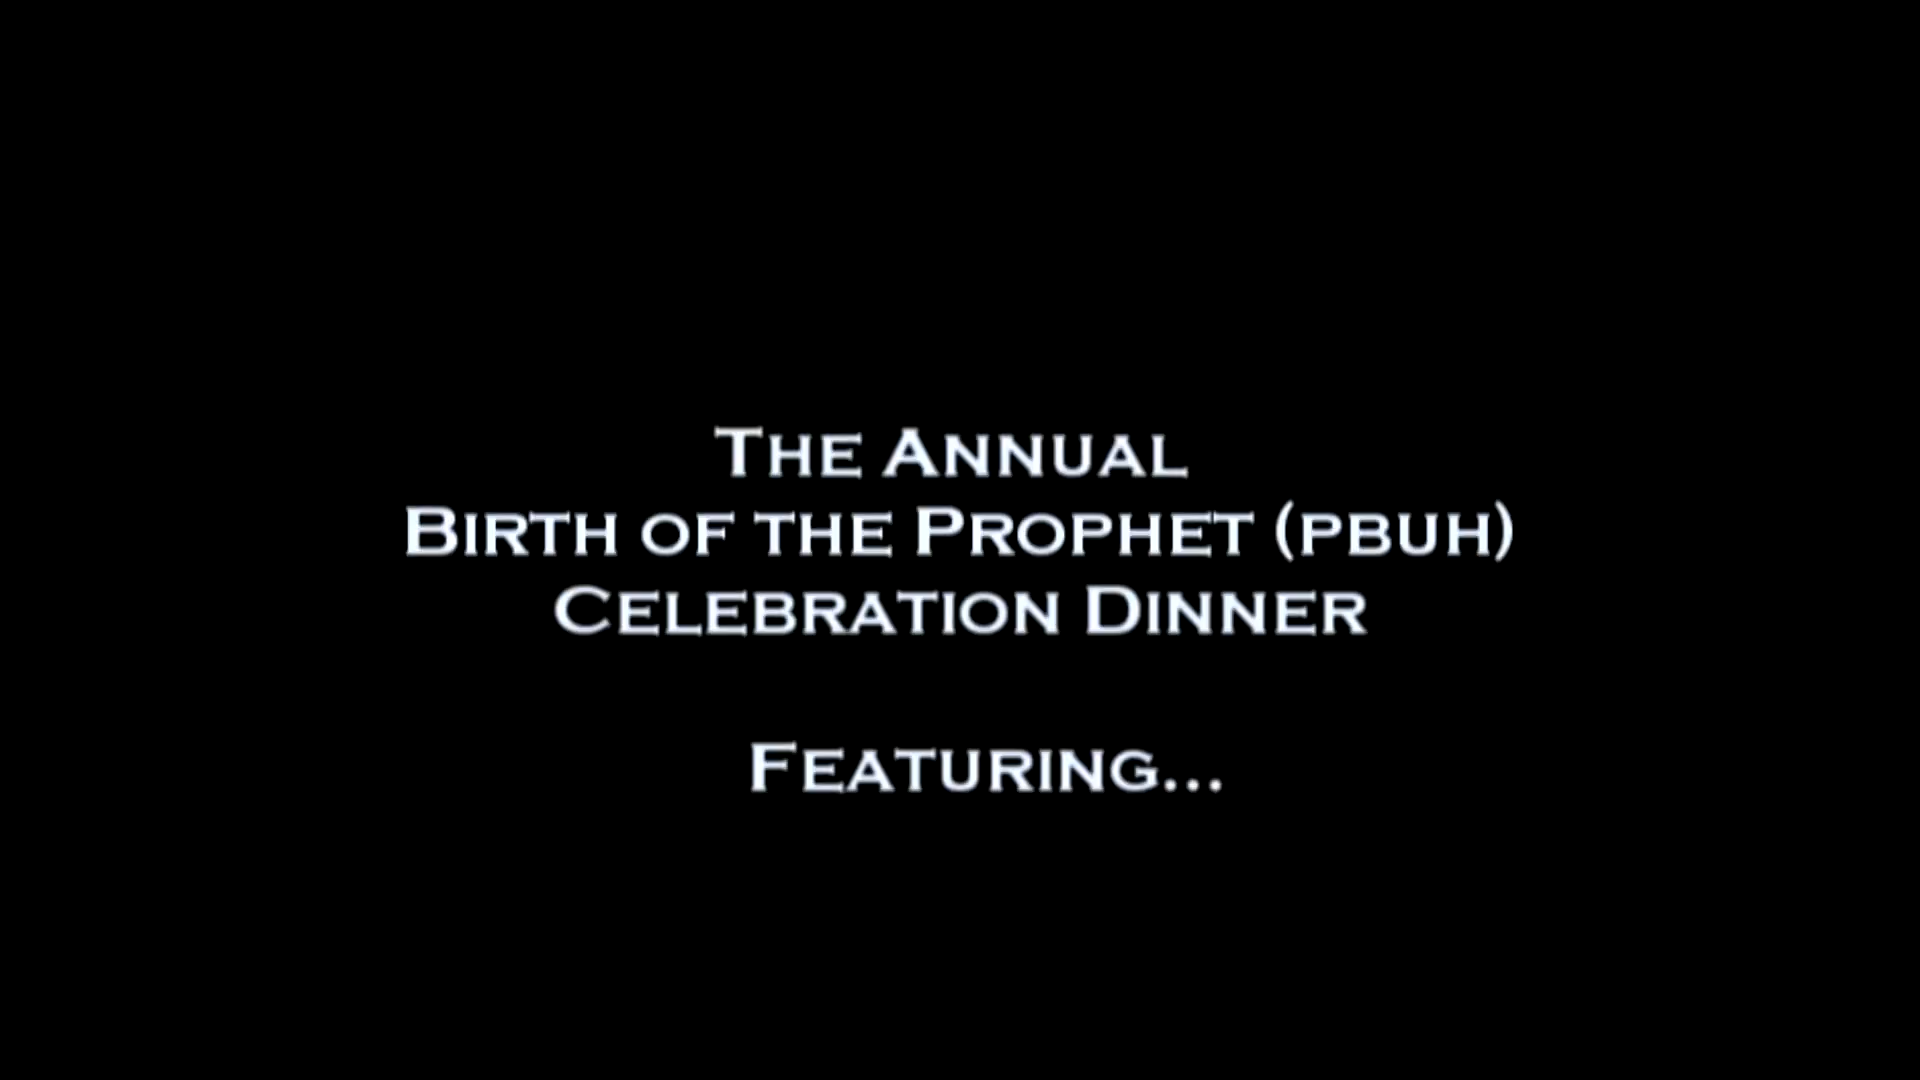 The Annual
Birth of the Prophet (pbuh)
Celebration Dinner
Featuring...